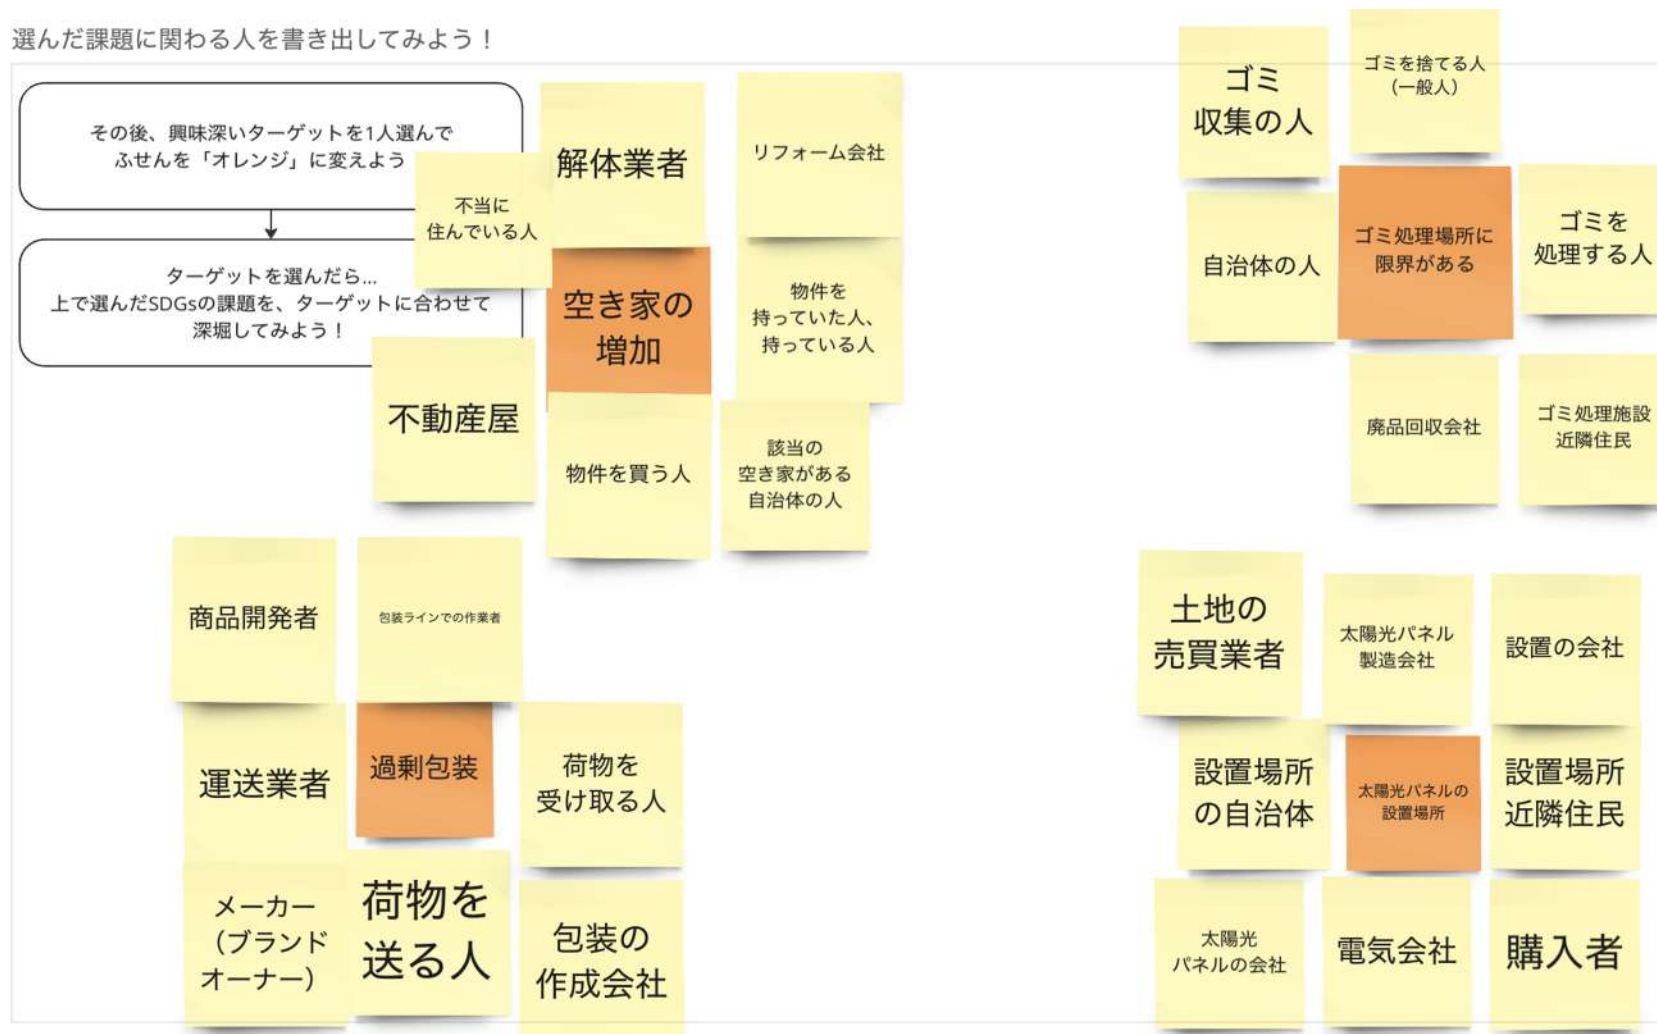 選んだ課題に関わる人を書き出してみよう！
その後、興味深いターゲットを1人選んで
ふせんを「オレンジ」に変えよう
ターゲットを選んだら...
上で選んだSDGsの課題を、ターゲットに合わせて
深堀してみよう！
不当に
住んでいる人
解体業者
リフォーム会社
空き家の
増加
物件を
持っていた人、
持っている人
不動産屋
物件を買う人
該当の
空き家がある
自治体の人
ゴミ
収集の人
ゴミを捨てる人
（一般人）
自治体の人
ゴミ処理場所に
限界がある
ゴミを
処理する人
廃品回収会社
ゴミ処理施設
近隣住民
商品開発者
包装ラインでの作業者
運送業者
過剰包装
荷物を
受け取る人
メーカー
（ブランド
オーナー）
荷物を
送る人
包装の
作成会社
土地の
売買業者
太陽光パネル
製造会社
設置の会社
設置場所
の自治体
太陽光パネルの
設置場所
設置場所
近隣住民
太陽光
パネルの会社
電気会社
購入者